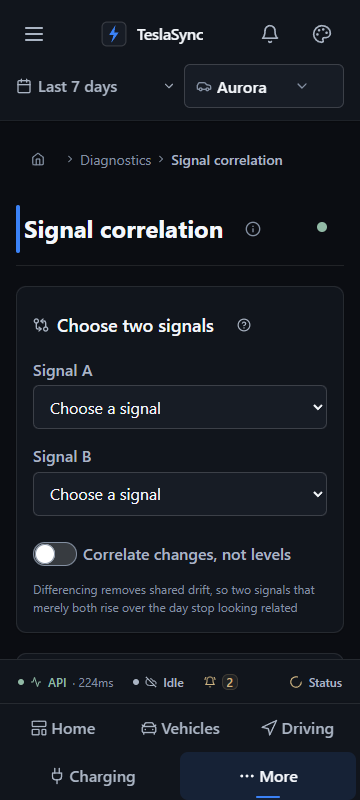 TeslaSync
Last 7 days
Aurora
Diagnostics
Signal correlation
Signal correlation
Choose two signals
Signal A
Choose a signal
Signal B
Choose a signal
Correlate changes, not levels
Differencing removes shared drift, so two signals that
merely both rise over the day stop looking related
API · 224ms
Idle
2
Status
Home
Vehicles
Driving
Charging
More